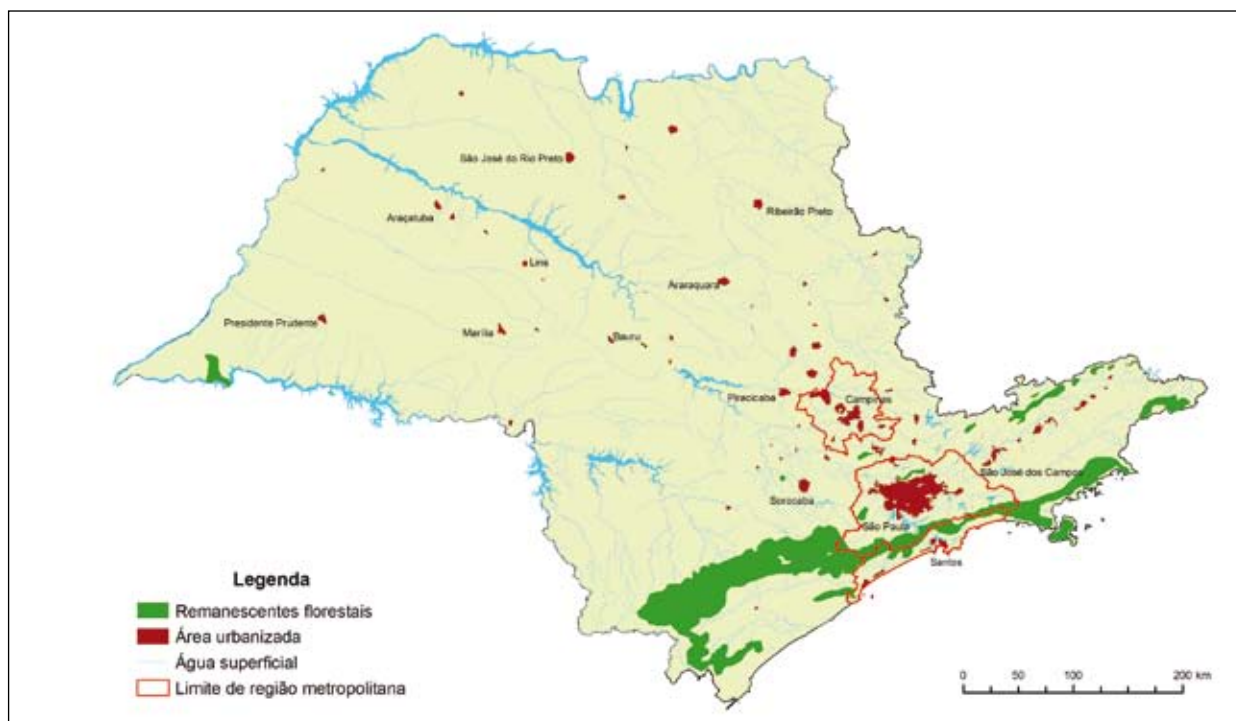 São José do Rio Preto
Araçatuba
Ribeirão Preto
Lins
Araraquara
Presidente Prudente
Marília
Bauru
Piracicaba
Campinas
São José dos Campos
Sorocaba
São Paulo
Santos
Legenda
Remanescentes florestais
Área urbanizada
Água superficial
Limite de região metropolitana
0 50 100 200 km